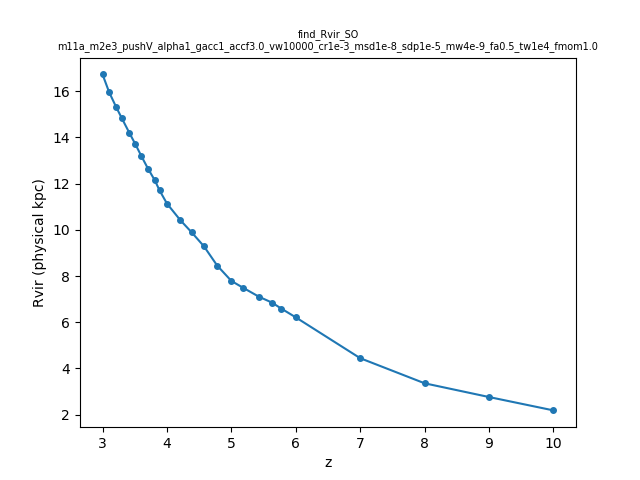 find_Rvir_SO
m11a_m2e3_pushV_alpha1_gacc1_accf3.0_vw10000_cr1e-3_msd1e-8_sdp1e-5_mw4e-9_fa0.5_tw1e4_fmom1.0
16
14
12
10
8
6
4
2
Rvir (physical kpc)
3 4 5 6 7 8 9 10
z